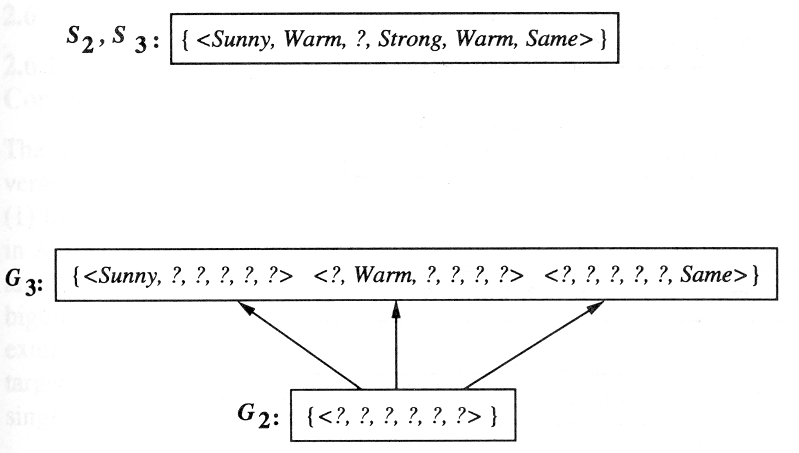 S2, S3: { <Sunny, Warm, ?, Strong, Warm, Same> }
G3: {<Sunny, ?, ?, ?, ?, ?> <?, Warm, ?, ?, ?, ?> <?, ?, ?, ?, ?, Same>}
G2: {<?, ?, ?, ?, ?, ?> }